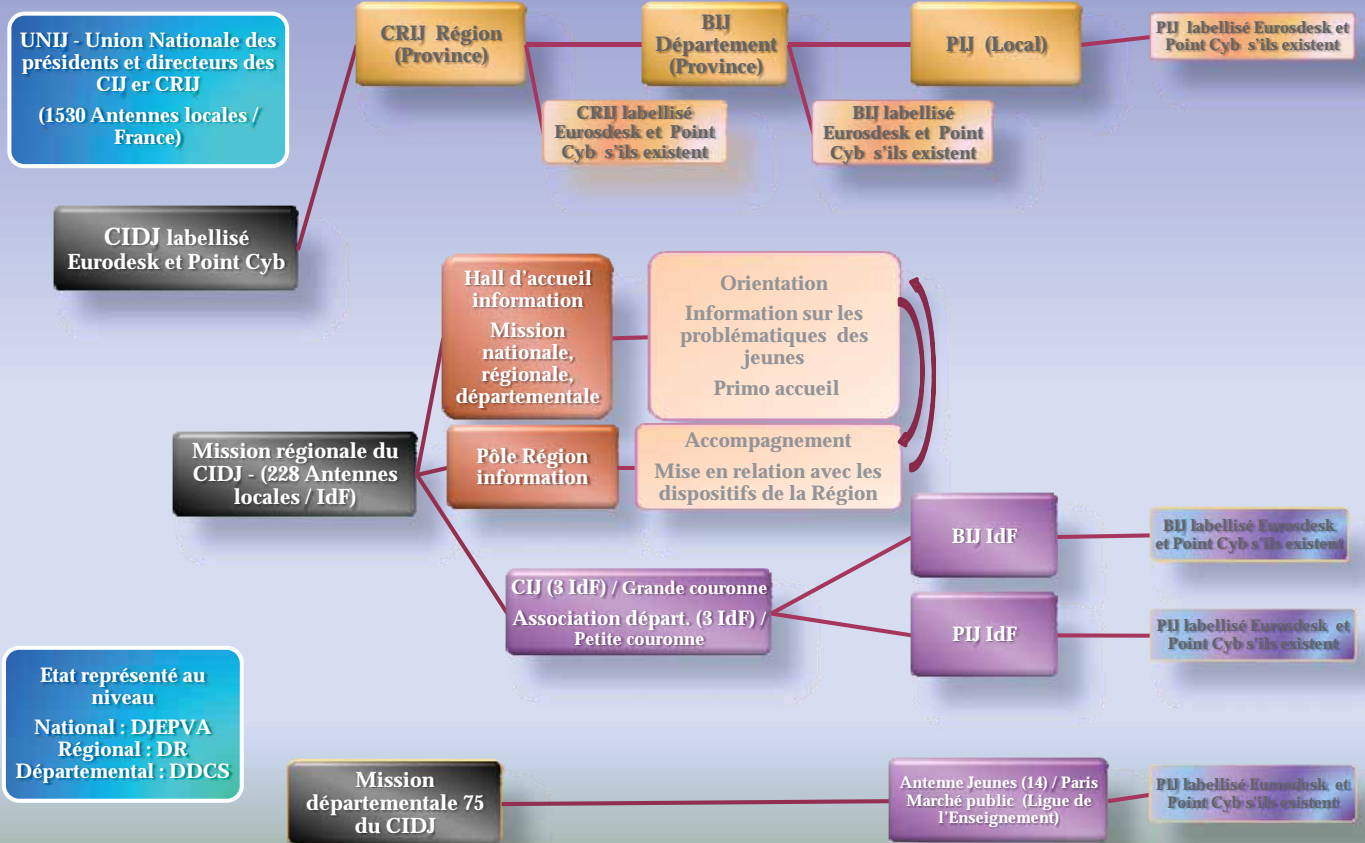 UNIJ - Union Nationale des
présidents et directeurs des
CIJ er CRIJ
(1530 Antennes locales /
France)
CRIJ Région
(Province)
BIJ
Département
(Province)
PIJ (Local)
PIJ labellisé Eurosdesk et
Point Cyb s'ils existent
CRIJ labellisé
Eurosdesk et Point
Cyb s'ils existent
BIJ labellisé
Eurosdesk et Point
Cyb s'ils existent
CIDJ labellisé
Eurodesk et Point Cyb
Hall d'accueil
information
Mission
nationale,
régionale,
départementale
Orientation
Information sur les
problématiques des
jeunes
Primo accueil
Mission régionale du
CIDJ - (228 Antennes
locales / IdF)
Pôle Région
information
Accompagnement
Mise en relation avec les
dispositifs de la Région
CIJ (3 IdF) / Grande couronne
Association départ. (3 IdF) /
Petite couronne
BIJ IdF
BIJ labellisé Eurosdesk
et Point Cyb s'ils existent
PIJ IdF
PIJ labellisé Eurosdesk et
Point Cyb s'ils existent
Etat représenté au
niveau
National : DJEPVA
Régional : DR
Départemental : DDCS
Mission
départementale 75
du CIDJ
Antenne Jeunes (14) / Paris
Marché public (Ligue de
l'Enseignement)
PIJ labellisé Eurosdesk et
Point Cyb s'ils existent